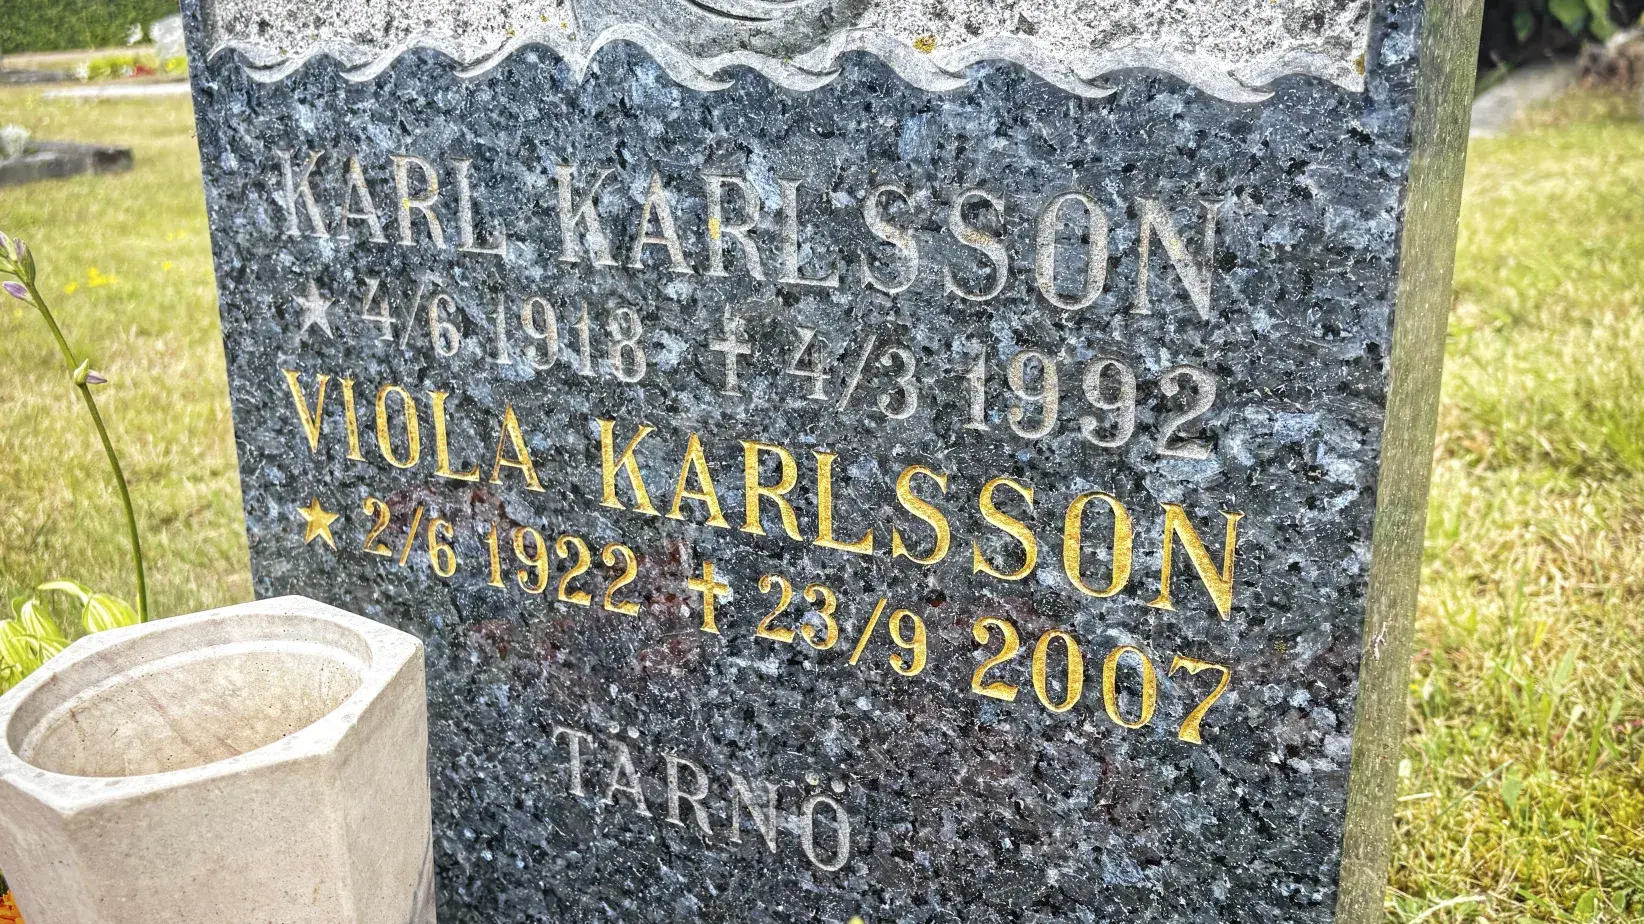 KARL KARLSSON
★ 4/6 1918 ✝ 4/3 1992
VIOLA KARLSSON
★ 2/6 1922 ✝ 23/9 2007
TÄRNÖ